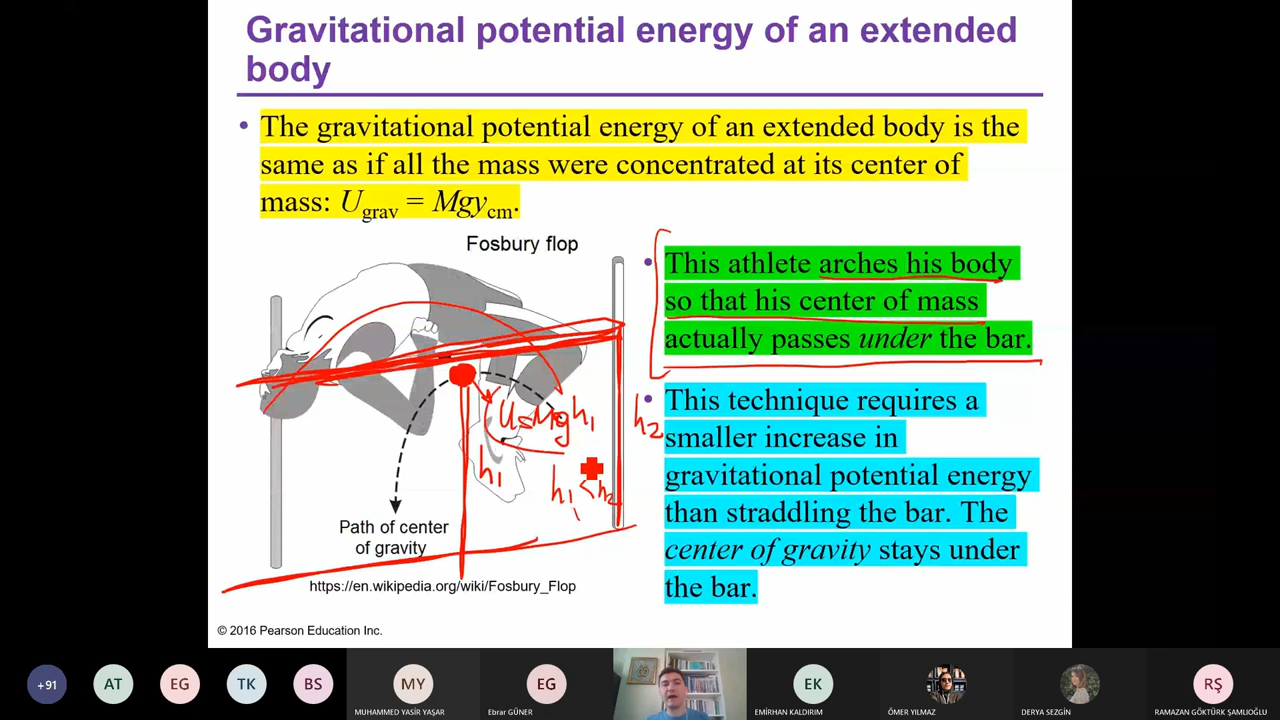 Gravitational potential energy of an extended
body
• The gravitational potential energy of an extended body is the
same as if all the mass were concentrated at its center of
mass: Ugrav = Mgycm.
Fosbury flop
• This athlete arches his body
so that his center of mass
actually passes under the bar.
• This technique requires a
smaller increase in
gravitational potential energy
than straddling the bar. The
center of gravity stays under
the bar.
U=Mgh1
h2
h1
h1<h2
Path of center
of gravity
https://en.wikipedia.org/wiki/Fosbury_Flop
© 2016 Pearson Education Inc.
+91
AT
EG
TK
BS
MY
EG
EK
RŞ
MUHAMMED YASİR YAŞAR
Ebrar GÜNER
EMİRHAN KALDIRIM
ÖMER YILMAZ
DERYA SEZGİN
RAMAZAN GÖKTÜRK ŞAMLIOĞLU